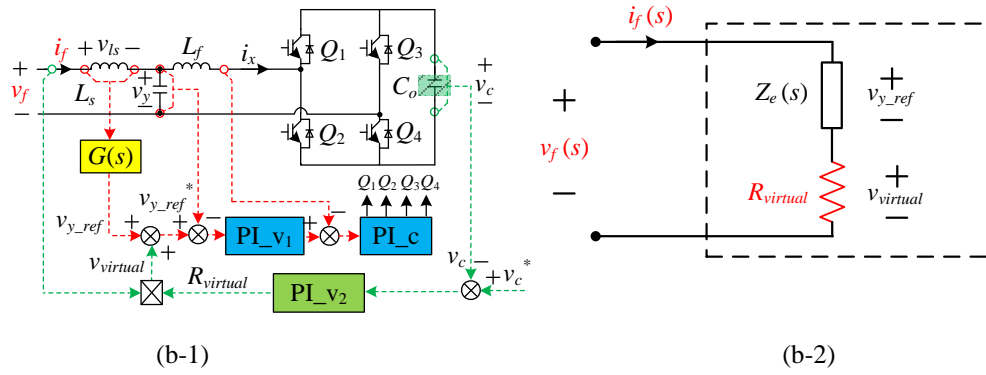 i_f + v_ls − L_f i_x Q_1 Q_3
+ v_f − L_s + v_y − C_o + v_c −
Q_2 Q_4
G(s)
Q_1 Q_2 Q_3 Q_4
v_y_ref v_y_ref^*
+ + + − PI_v_1 + − PI_c
v_virtual + R_virtual PI_v_2 v_c − + v_c^*
(b-1)
i_f(s)
+ v_f(s) −
Z_e(s) + v_y_ref −
R_virtual + v_virtual −
(b-2)